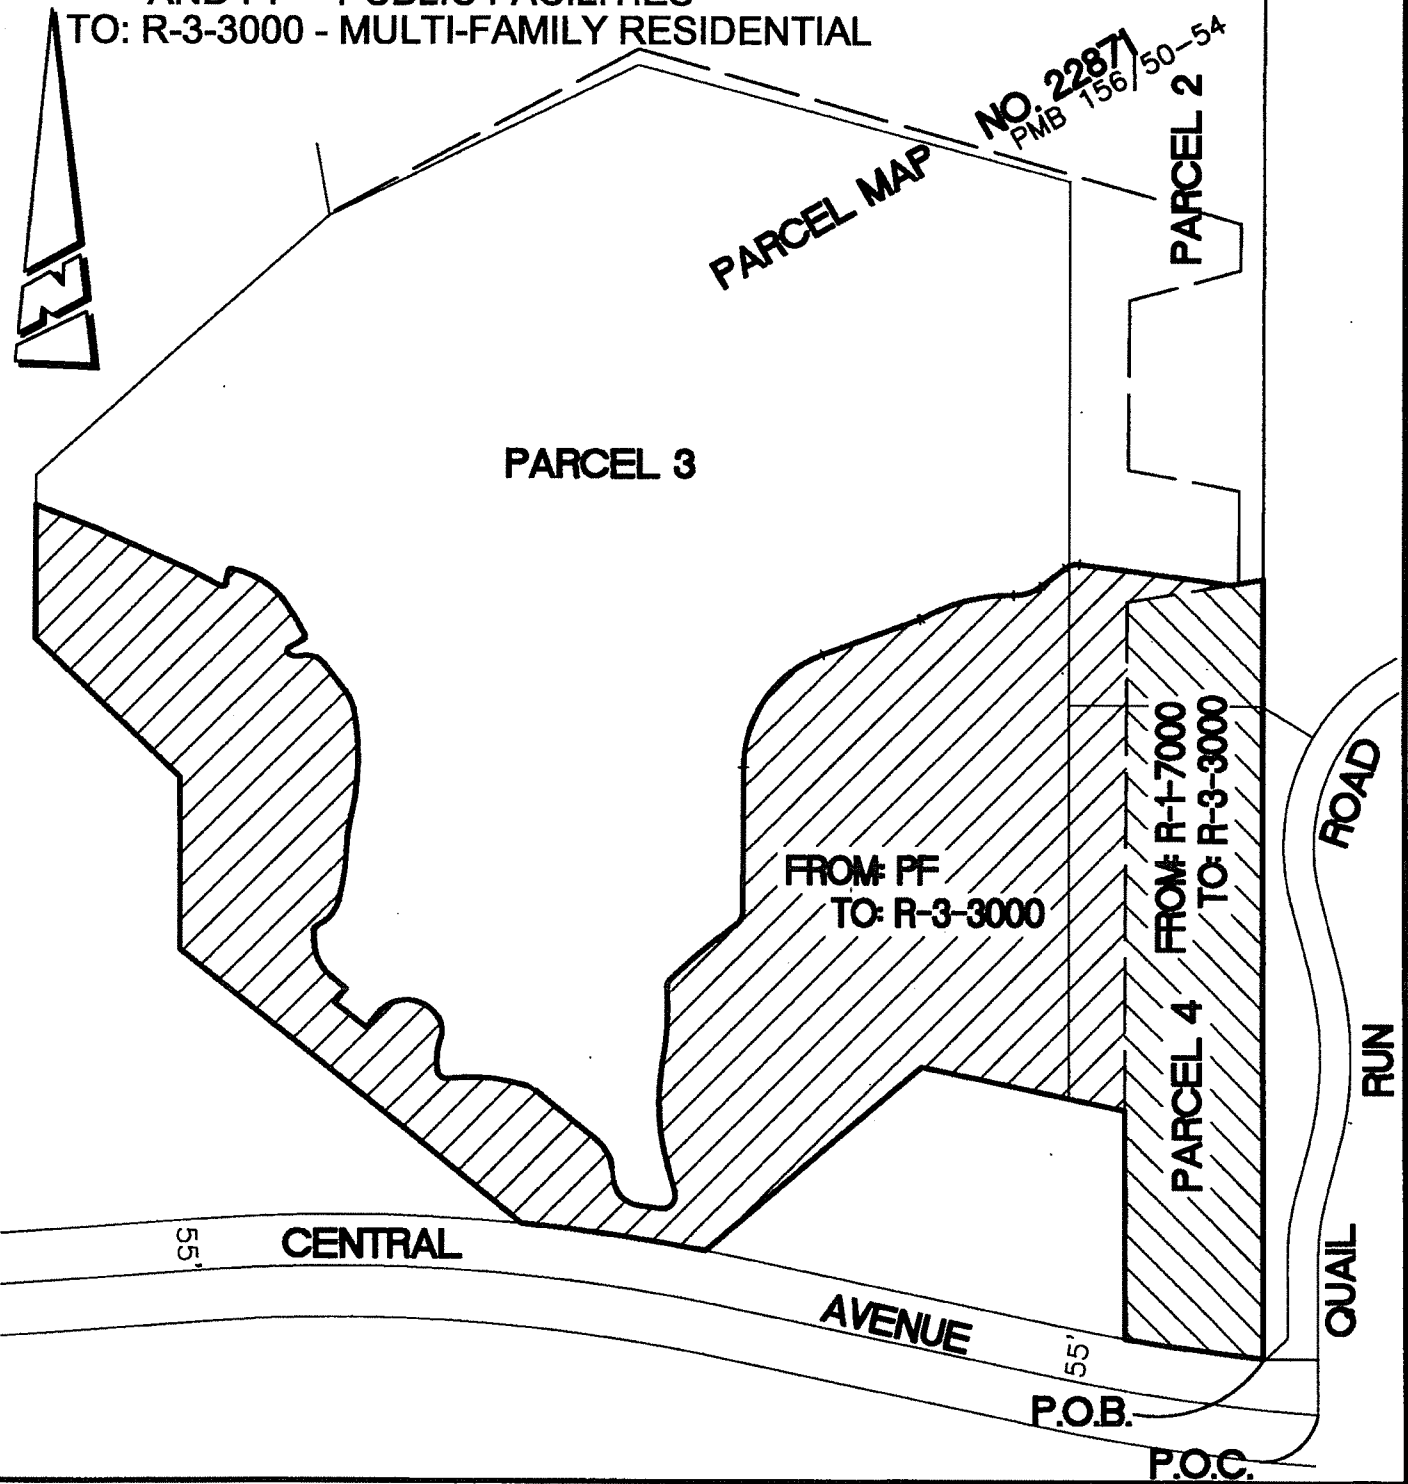 TO: R-3-3000 - MULTI-FAMILY RESIDENTIAL
N
PARCEL MAP NO. 22871
PMB 156/50-54
PARCEL 2
PARCEL 3
FROM: PF
TO: R-3-3000
FROM: R-1-7000
TO: R-3-3000
PARCEL 4
QUAIL RUN ROAD
55'
CENTRAL AVENUE
55'
P.O.B.
P.O.C.